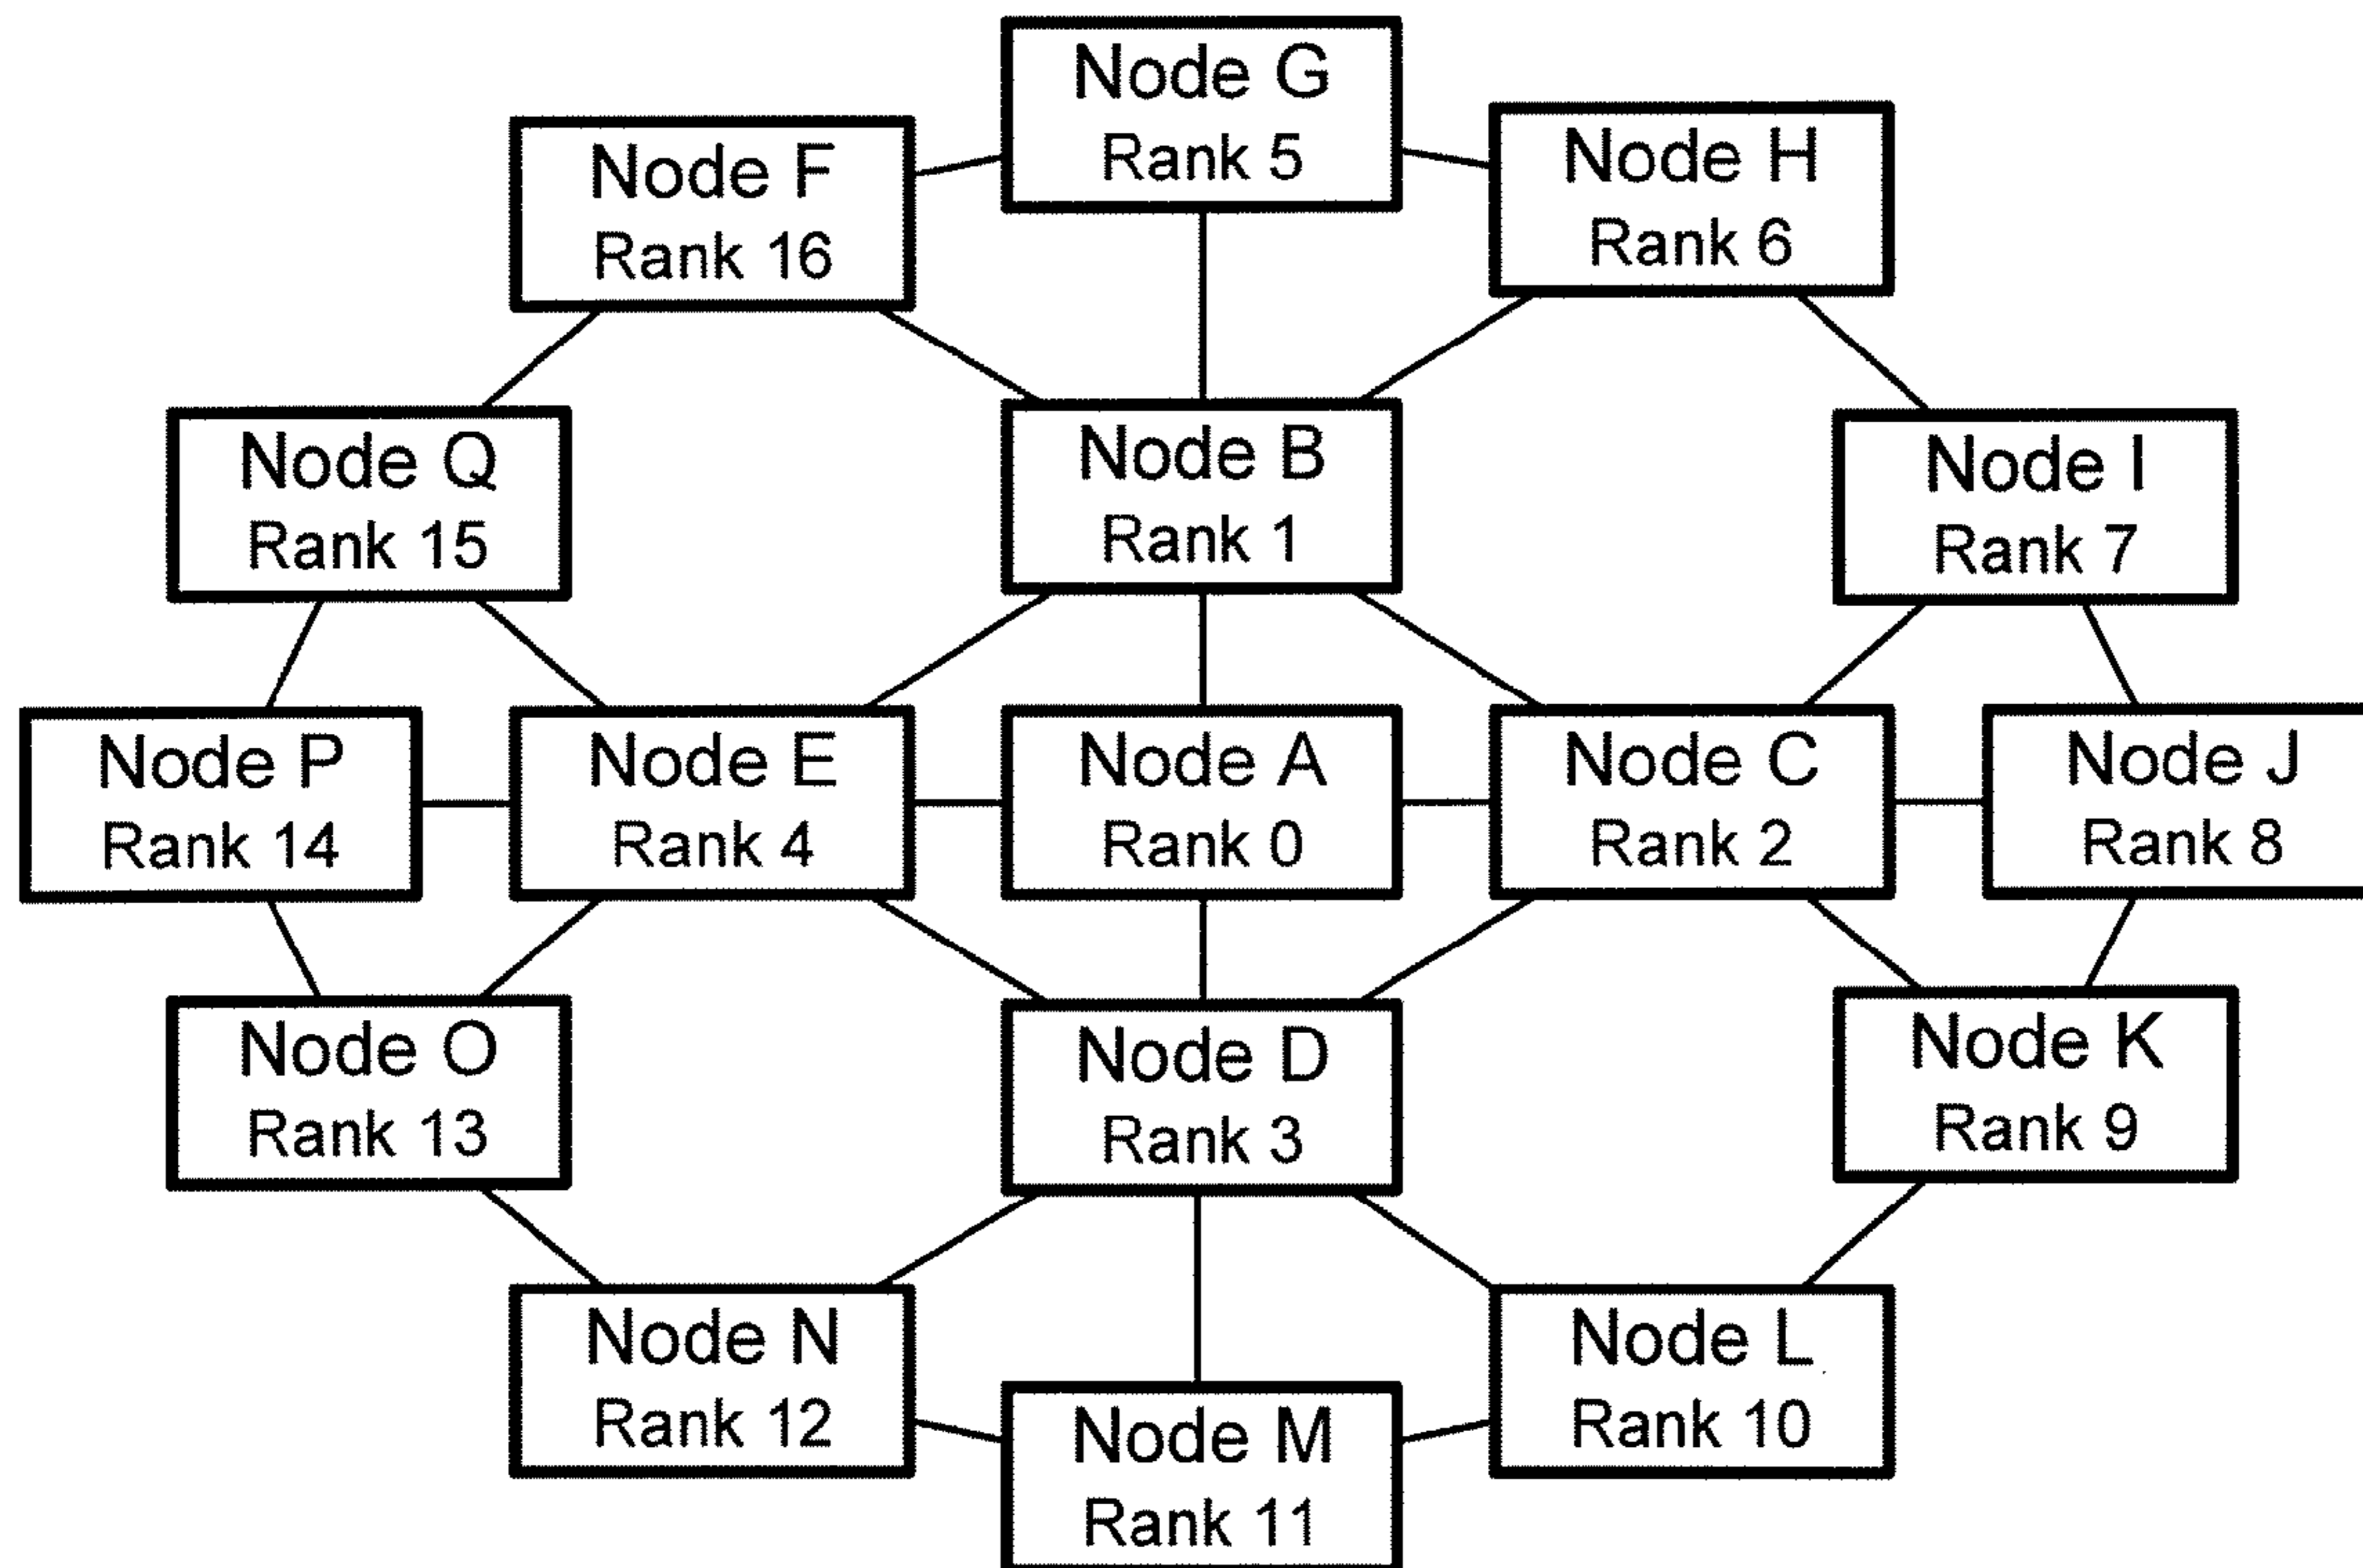 Node G
Rank 5
Node F
Rank 16
Node H
Rank 6
Node Q
Rank 15
Node B
Rank 1
Node I
Rank 7
Node P
Rank 14
Node E
Rank 4
Node A
Rank 0
Node C
Rank 2
Node J
Rank 8
Node O
Rank 13
Node D
Rank 3
Node K
Rank 9
Node N
Rank 12
Node M
Rank 11
Node L
Rank 10